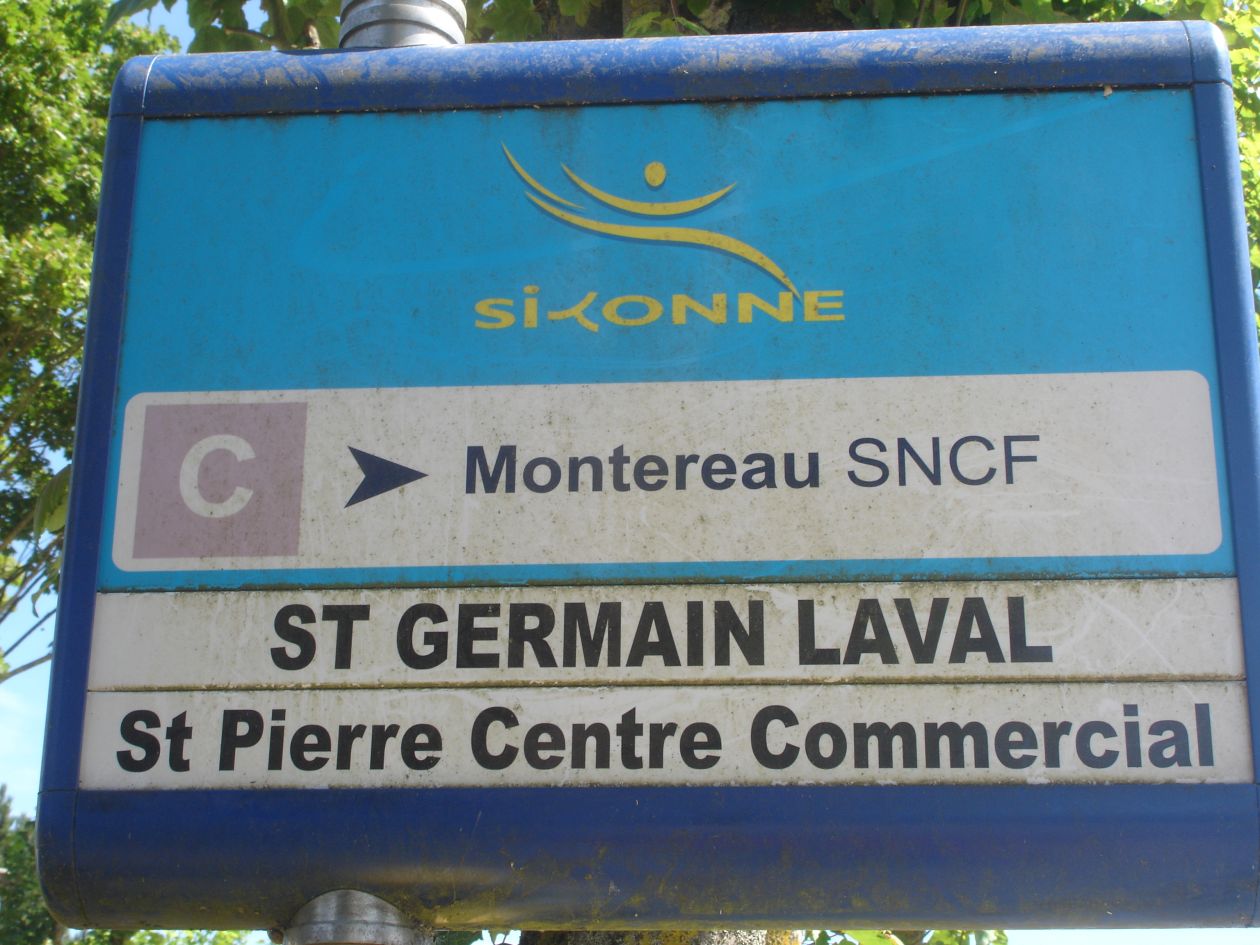 SiYONNE
C Montereau SNCF
ST GERMAIN LAVAL
St Pierre Centre Commercial